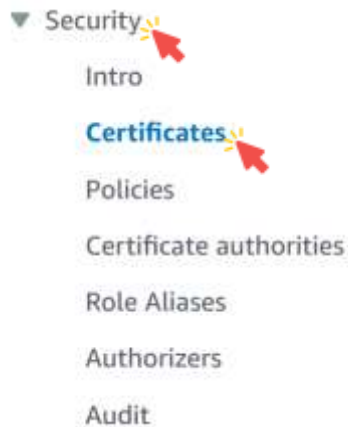 Security
Intro
Certificates
Policies
Certificate authorities
Role Aliases
Authorizers
Audit